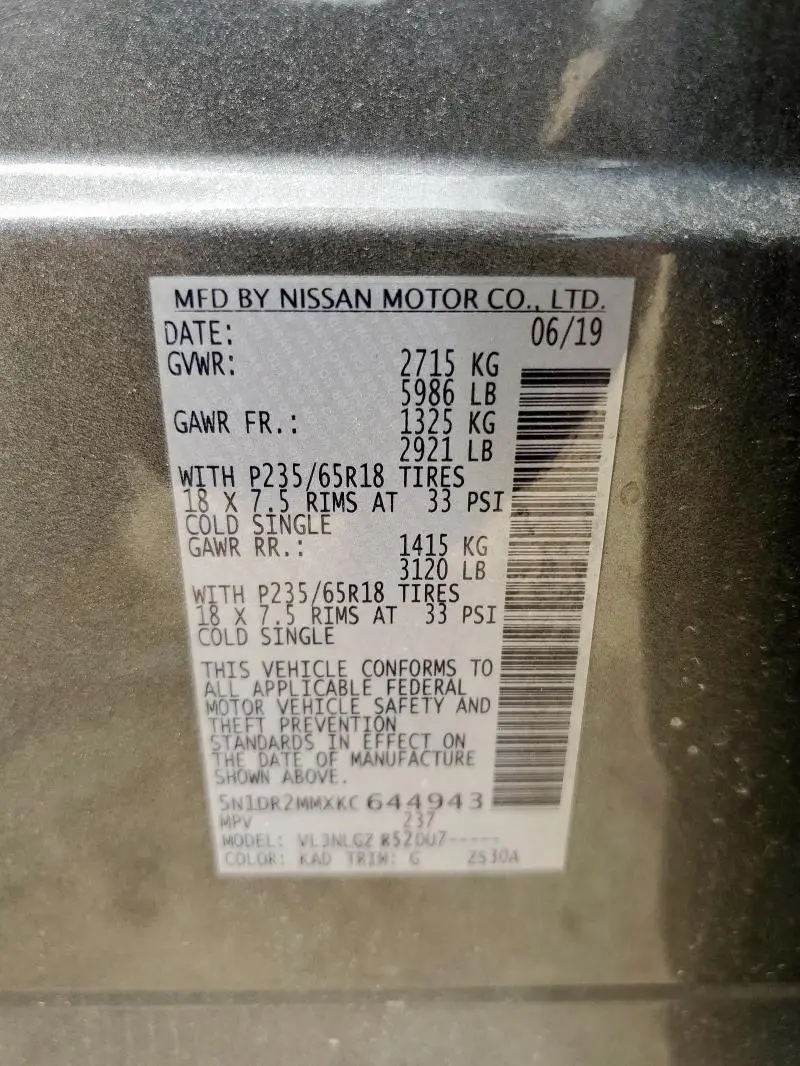 MFD BY NISSAN MOTOR CO., LTD.
DATE: 06/19
GVWR: 2715 KG
5986 LB
GAWR FR.: 1325 KG
2921 LB
WITH P235/65R18 TIRES
18 X 7.5 RIMS AT 33 PSI
COLD SINGLE
GAWR RR.: 1415 KG
3120 LB
WITH P235/65R18 TIRES
18 X 7.5 RIMS AT 33 PSI
COLD SINGLE
THIS VEHICLE CONFORMS TO
ALL APPLICABLE FEDERAL
MOTOR VEHICLE SAFETY AND
THEFT PREVENTION
STANDARDS IN EFFECT ON
THE DATE OF MANUFACTURE
SHOWN ABOVE.
5N1DR2MMXKC644943
MPV 237
MODEL: VL3NLGZ R52UU7-----
COLOR: KAD TRIM: G ZS30A